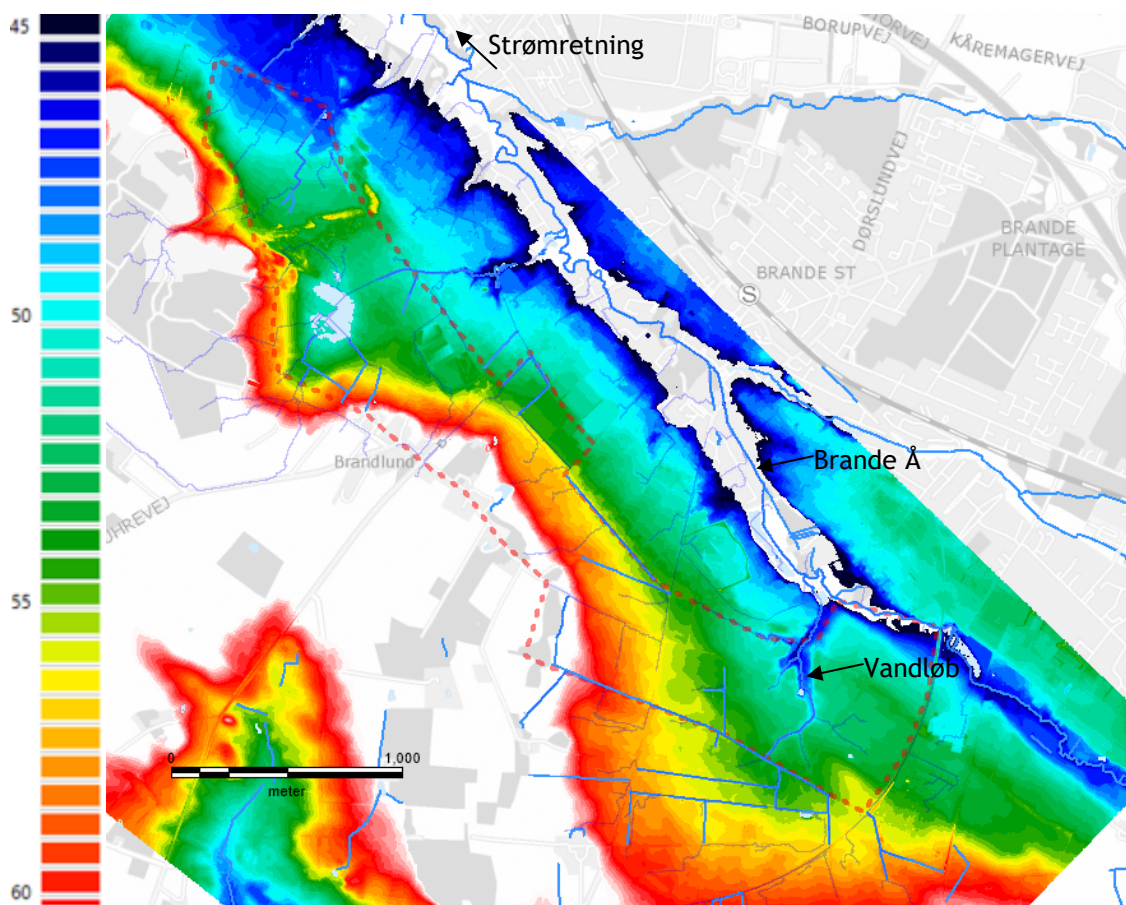 45
50
55
60
Strømretning
BORUPVEJ
KÅREMAGERVEJ
DØRSLUNDVEJ
BRANDE
PLANTAGE
BRANDE ST
S
Brande Å
Brandlund
UHREVEJ
Vandløb
0
1,000
meter